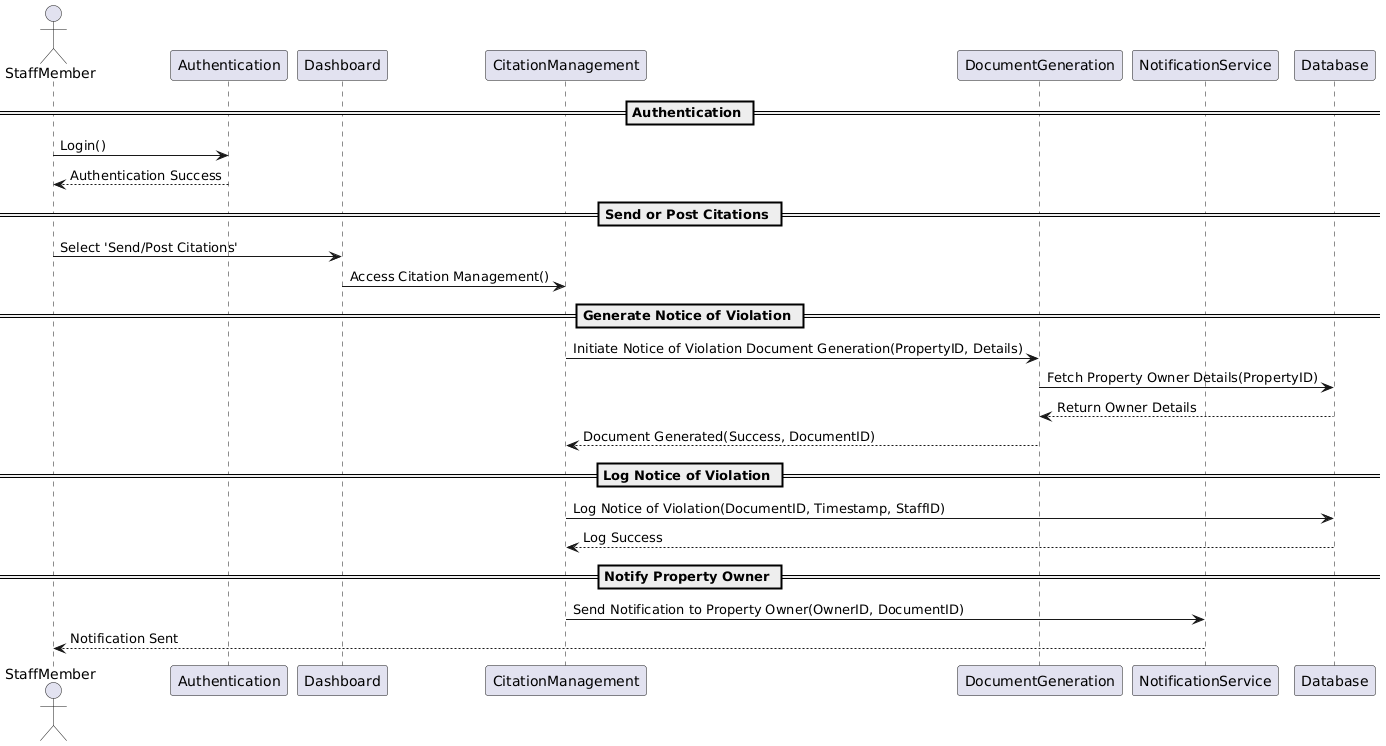 StaffMember
Authentication
Dashboard
CitationManagement
DocumentGeneration
NotificationService
Database
Authentication
Login()
Authentication Success
Send or Post Citations
Select 'Send/Post Citations'
Access Citation Management()
Generate Notice of Violation
Initiate Notice of Violation Document Generation(PropertyID, Details)
Fetch Property Owner Details(PropertyID)
Return Owner Details
Document Generated(Success, DocumentID)
Log Notice of Violation
Log Notice of Violation(DocumentID, Timestamp, StaffID)
Log Success
Notify Property Owner
Send Notification to Property Owner(OwnerID, DocumentID)
Notification Sent
StaffMember
Authentication
Dashboard
CitationManagement
DocumentGeneration
NotificationService
Database